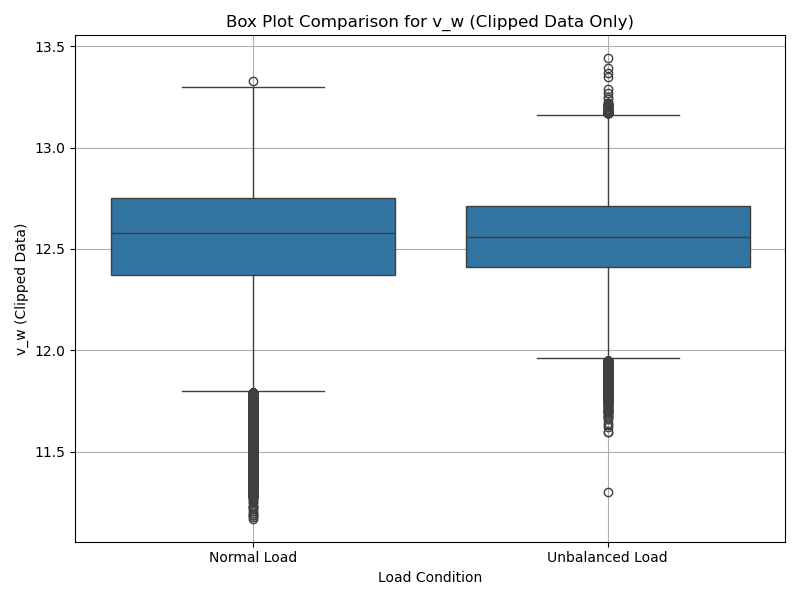 Box Plot Comparison for v_w (Clipped Data Only)
v_w (Clipped Data)
13.5
13.0
12.5
12.0
11.5
Normal Load
Unbalanced Load
Load Condition